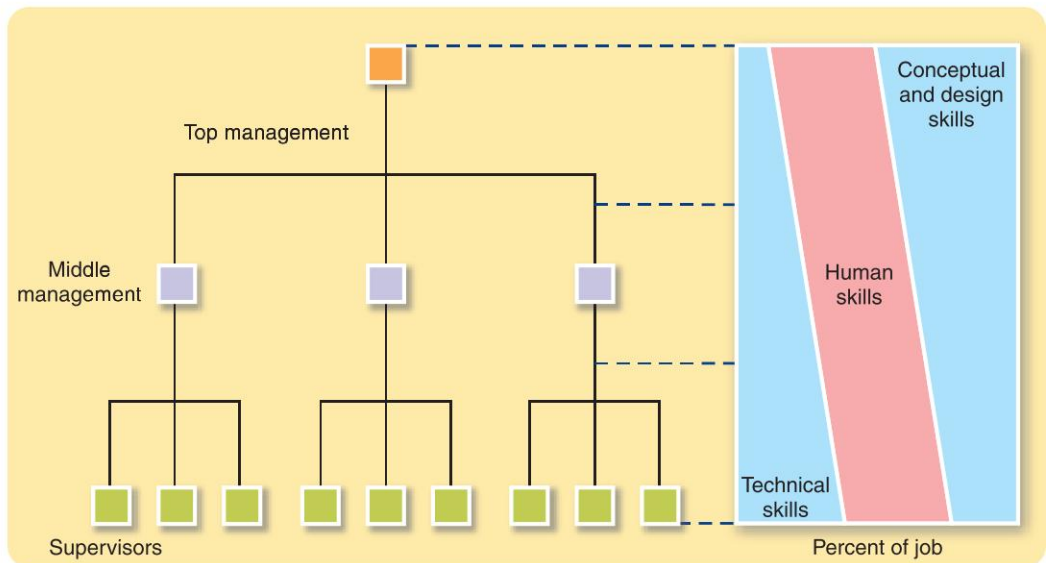 Top management
Middle
management
Supervisors
Conceptual
and design
skills
Human
skills
Technical
skills
Percent of job